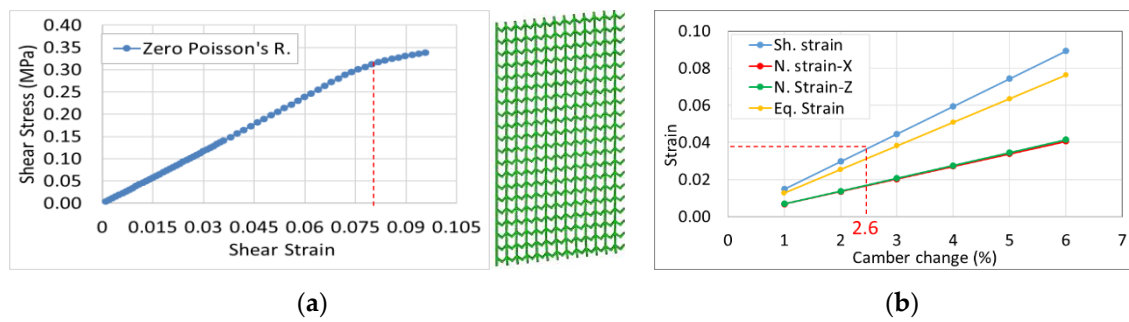 0.40
0.35
0.30
0.25
0.20
0.15
0.10
0.05
0.00
Shear Stress (MPa)
Zero Poisson's R.
0 0.015 0.03 0.045 0.06 0.075 0.09 0.105
Shear Strain
(a)
0.10
0.08
0.06
0.04
0.02
0.00
Strain
Sh. strain
N. strain-X
N. Strain-Z
Eq. Strain
0 1 2 3 4 5 6 7
2.6
Camber change (%)
(b)